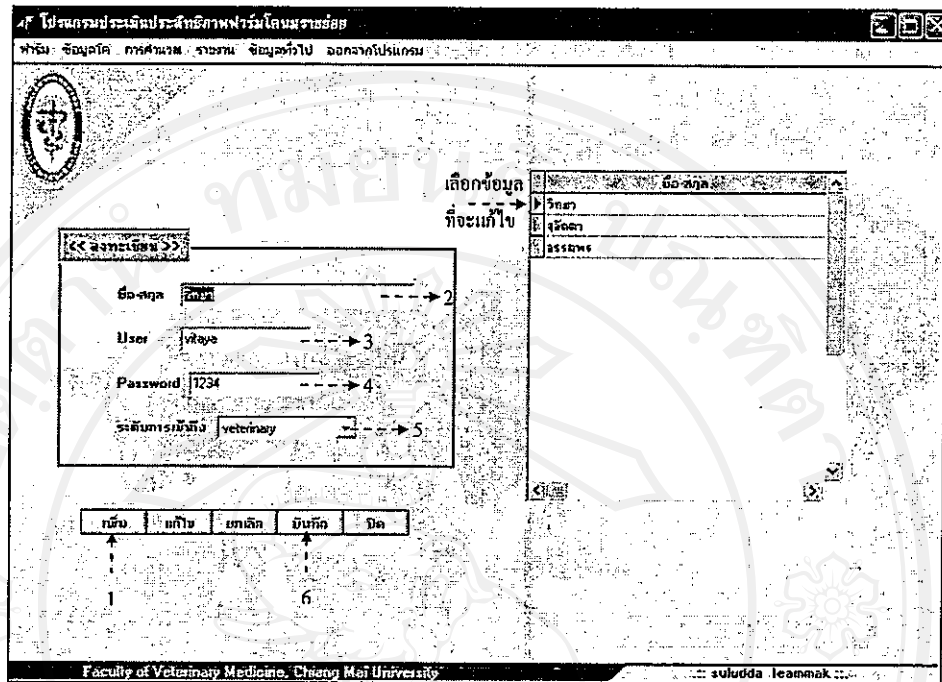 โปรแกรมประเมินประสิทธิภาพฟาร์มโคนมรายย่อย
ฟาร์ม ข้อมูลโค การคำนวณ รายงาน ข้อมูลทั่วไป ออกจากโปรแกรม
เลือกข้อมูล
ที่จะแก้ไข
ชื่อ-สกุล
วิทยา
สุลัดดา
อรรถพร
<< ลงทะเบียน >>
ชื่อ-สกุล วิทยา 2
User vitaya 3
Password 1234 4
ระดับการเข้าถึง veterinary 5
เพิ่ม แก้ไข ยกเลิก บันทึก ปิด
1 6
Faculty of Veterinary Medicine, Chiang Mai University
::: suludda leammak :::